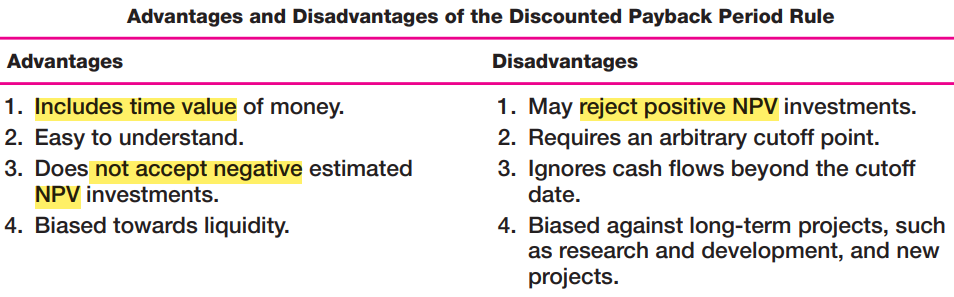 Advantages and Disadvantages of the Discounted Payback Period Rule
Advantages
1. Includes time value of money.
2. Easy to understand.
3. Does not accept negative estimated
NPV investments.
4. Biased towards liquidity.
Disadvantages
1. May reject positive NPV investments.
2. Requires an arbitrary cutoff point.
3. Ignores cash flows beyond the cutoff
date.
4. Biased against long-term projects, such
as research and development, and new
projects.